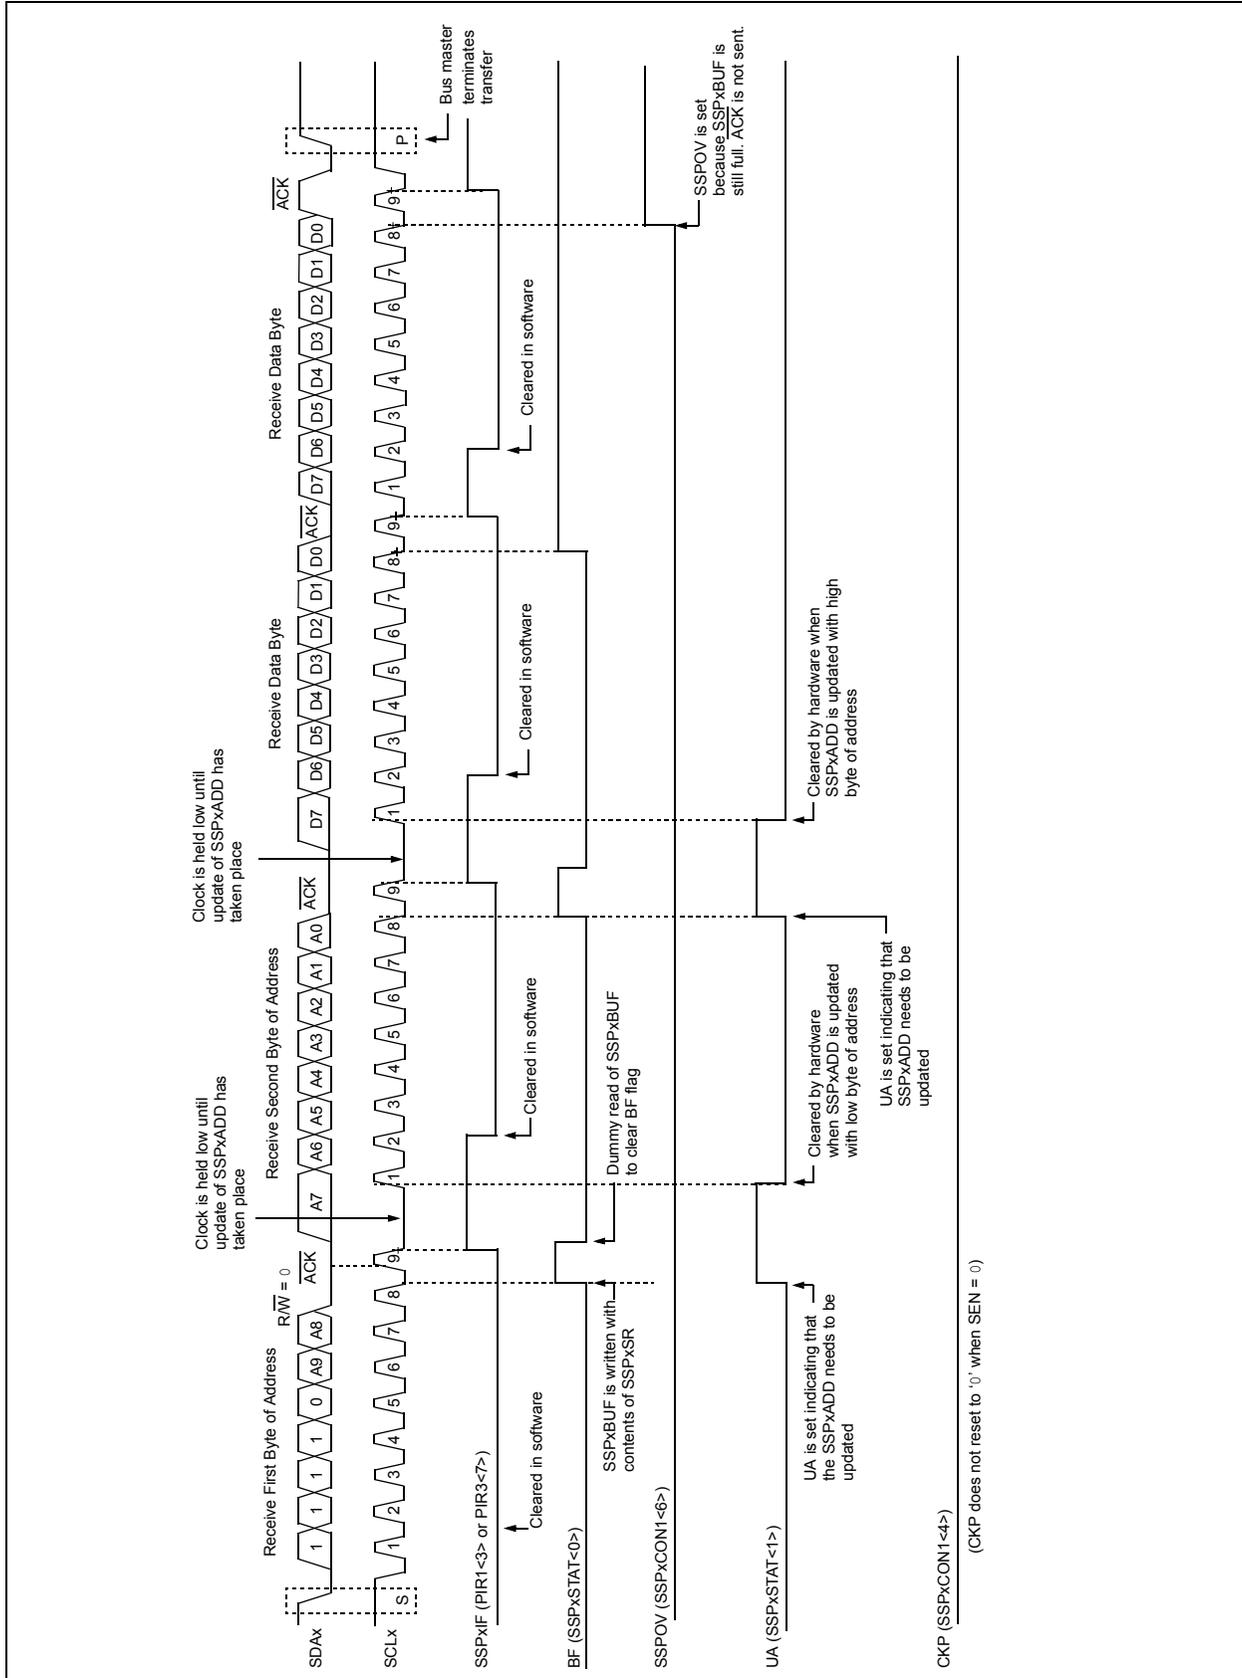 Clock is held low until
update of SSPxADD has
taken place
Clock is held low until
update of SSPxADD has
taken place
Receive First Byte of Address
R/W = 0
Receive Second Byte of Address
Receive Data Byte
Receive Data Byte
SDAx
1 1 1 1 0 A9 A8 ACK A7 A6 A5 A4 A3 A2 A1 A0 ACK D7 D6 D5 D4 D3 D2 D1 D0 ACK D7 D6 D5 D4 D3 D2 D1 D0 ACK
SCLx
S 1 2 3 4 5 6 7 8 9 1 2 3 4 5 6 7 8 9 1 2 3 4 5 6 7 8 9 1 2 3 4 5 6 7 8 9 P
Bus master
terminates
transfer
SSPxIF (PIR1<3> or PIR3<7>)
Cleared in software
Cleared in software
Cleared in software
Cleared in software
BF (SSPxSTAT<0>)
SSPxBUF is written with
contents of SSPxSR
Dummy read of SSPxBUF
to clear BF flag
SSPOV (SSPxCON1<6>)
SSPOV is set
because SSPxBUF is
still full. ACK is not sent.
UA (SSPxSTAT<1>)
UA is set indicating that
the SSPxADD needs to be
updated
Cleared by hardware
when SSPxADD is updated
with low byte of address
UA is set indicating that
SSPxADD needs to be
updated
Cleared by hardware when
SSPxADD is updated with high
byte of address
CKP (SSPxCON1<4>)
(CKP does not reset to ‘0’ when SEN = 0)